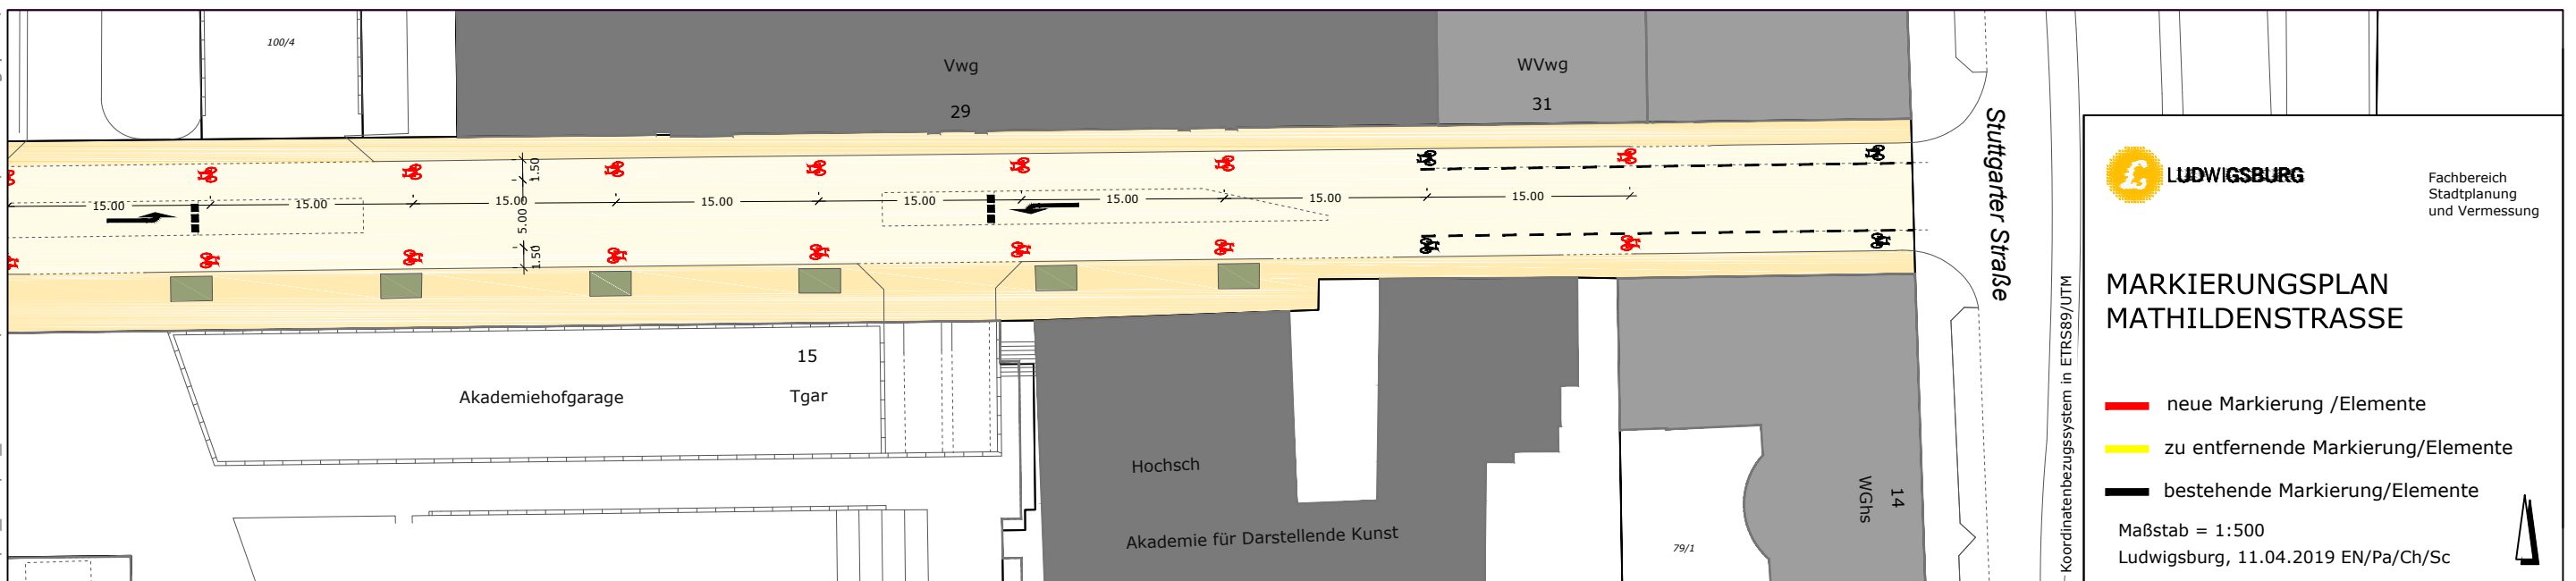 100/4
Vwg
29
WVwg
31
1.50
15.00
15.00
15.00
15.00
15.00
15.00
15.00
15.00
5.00
1.50
Stuttgarter Straße
15
Akademiehofgarage
Tgar
Hochsch
Akademie für Darstellende Kunst
14
WGhs
79/1
Koordinatenbezugssystem in ETRS89/UTM
LUDWIGSBURG
Fachbereich
Stadtplanung
und Vermessung
MARKIERUNGSPLAN
MATHILDENSTRASSE
neue Markierung /Elemente
zu entfernende Markierung/Elemente
bestehende Markierung/Elemente
Maßstab = 1:500
Ludwigsburg, 11.04.2019 EN/Pa/Ch/Sc